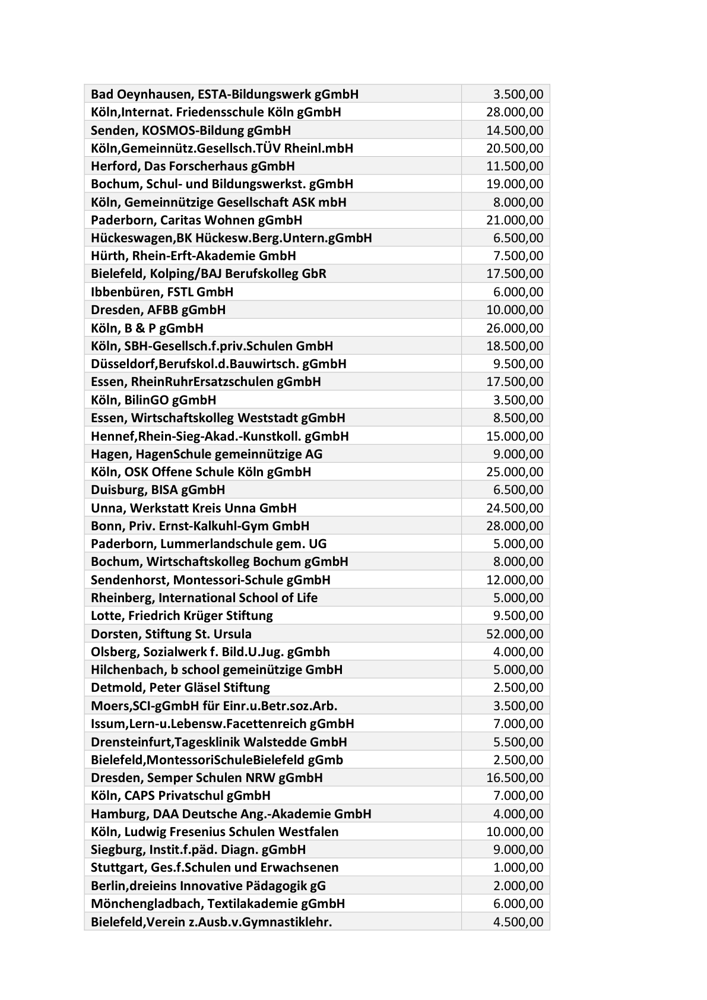 Bad Oeynhausen, ESTA-Bildungswerk gGmbH 3.500,00
Köln,Internat. Friedensschule Köln gGmbH 28.000,00
Senden, KOSMOS-Bildung gGmbH 14.500,00
Köln,Gemeinnütz.Gesellsch.TÜV Rheinl.mbH 20.500,00
Herford, Das Forscherhaus gGmbH 11.500,00
Bochum, Schul- und Bildungswerkst. gGmbH 19.000,00
Köln, Gemeinnützige Gesellschaft ASK mbH 8.000,00
Paderborn, Caritas Wohnen gGmbH 21.000,00
Hückeswagen,BK Hückesw.Berg.Untern.gGmbH 6.500,00
Hürth, Rhein-Erft-Akademie GmbH 7.500,00
Bielefeld, Kolping/BAJ Berufskolleg GbR 17.500,00
Ibbenbüren, FSTL GmbH 6.000,00
Dresden, AFBB gGmbH 10.000,00
Köln, B & P gGmbH 26.000,00
Köln, SBH-Gesellsch.f.priv.Schulen GmbH 18.500,00
Düsseldorf,Berufskol.d.Bauwirtsch. gGmbH 9.500,00
Essen, RheinRuhrErsatzschulen gGmbH 17.500,00
Köln, BilinGO gGmbH 3.500,00
Essen, Wirtschaftskolleg Weststadt gGmbH 8.500,00
Hennef,Rhein-Sieg-Akad.-Kunstkoll. gGmbH 15.000,00
Hagen, HagenSchule gemeinnützige AG 9.000,00
Köln, OSK Offene Schule Köln gGmbH 25.000,00
Duisburg, BISA gGmbH 6.500,00
Unna, Werkstatt Kreis Unna GmbH 24.500,00
Bonn, Priv. Ernst-Kalkuhl-Gym GmbH 28.000,00
Paderborn, Lummerlandschule gem. UG 5.000,00
Bochum, Wirtschaftskolleg Bochum gGmbH 8.000,00
Sendenhorst, Montessori-Schule gGmbH 12.000,00
Rheinberg, International School of Life 5.000,00
Lotte, Friedrich Krüger Stiftung 9.500,00
Dorsten, Stiftung St. Ursula 52.000,00
Olsberg, Sozialwerk f. Bild.U.Jug. gGmbh 4.000,00
Hilchenbach, b school gemeinützige GmbH 5.000,00
Detmold, Peter Gläsel Stiftung 2.500,00
Moers,SCI-gGmbH für Einr.u.Betr.soz.Arb. 3.500,00
Issum,Lern-u.Lebensw.Facettenreich gGmbH 7.000,00
Drensteinfurt,Tagesklinik Walstedde GmbH 5.500,00
Bielefeld,MontessoriSchuleBielefeld gGmb 2.500,00
Dresden, Semper Schulen NRW gGmbH 16.500,00
Köln, CAPS Privatschul gGmbH 7.000,00
Hamburg, DAA Deutsche Ang.-Akademie GmbH 4.000,00
Köln, Ludwig Fresenius Schulen Westfalen 10.000,00
Siegburg, Instit.f.päd. Diagn. gGmbH 9.000,00
Stuttgart, Ges.f.Schulen und Erwachsenen 1.000,00
Berlin,dreieins Innovative Pädagogik gG 2.000,00
Mönchengladbach, Textilakademie gGmbH 6.000,00
Bielefeld,Verein z.Ausb.v.Gymnastiklehr. 4.500,00